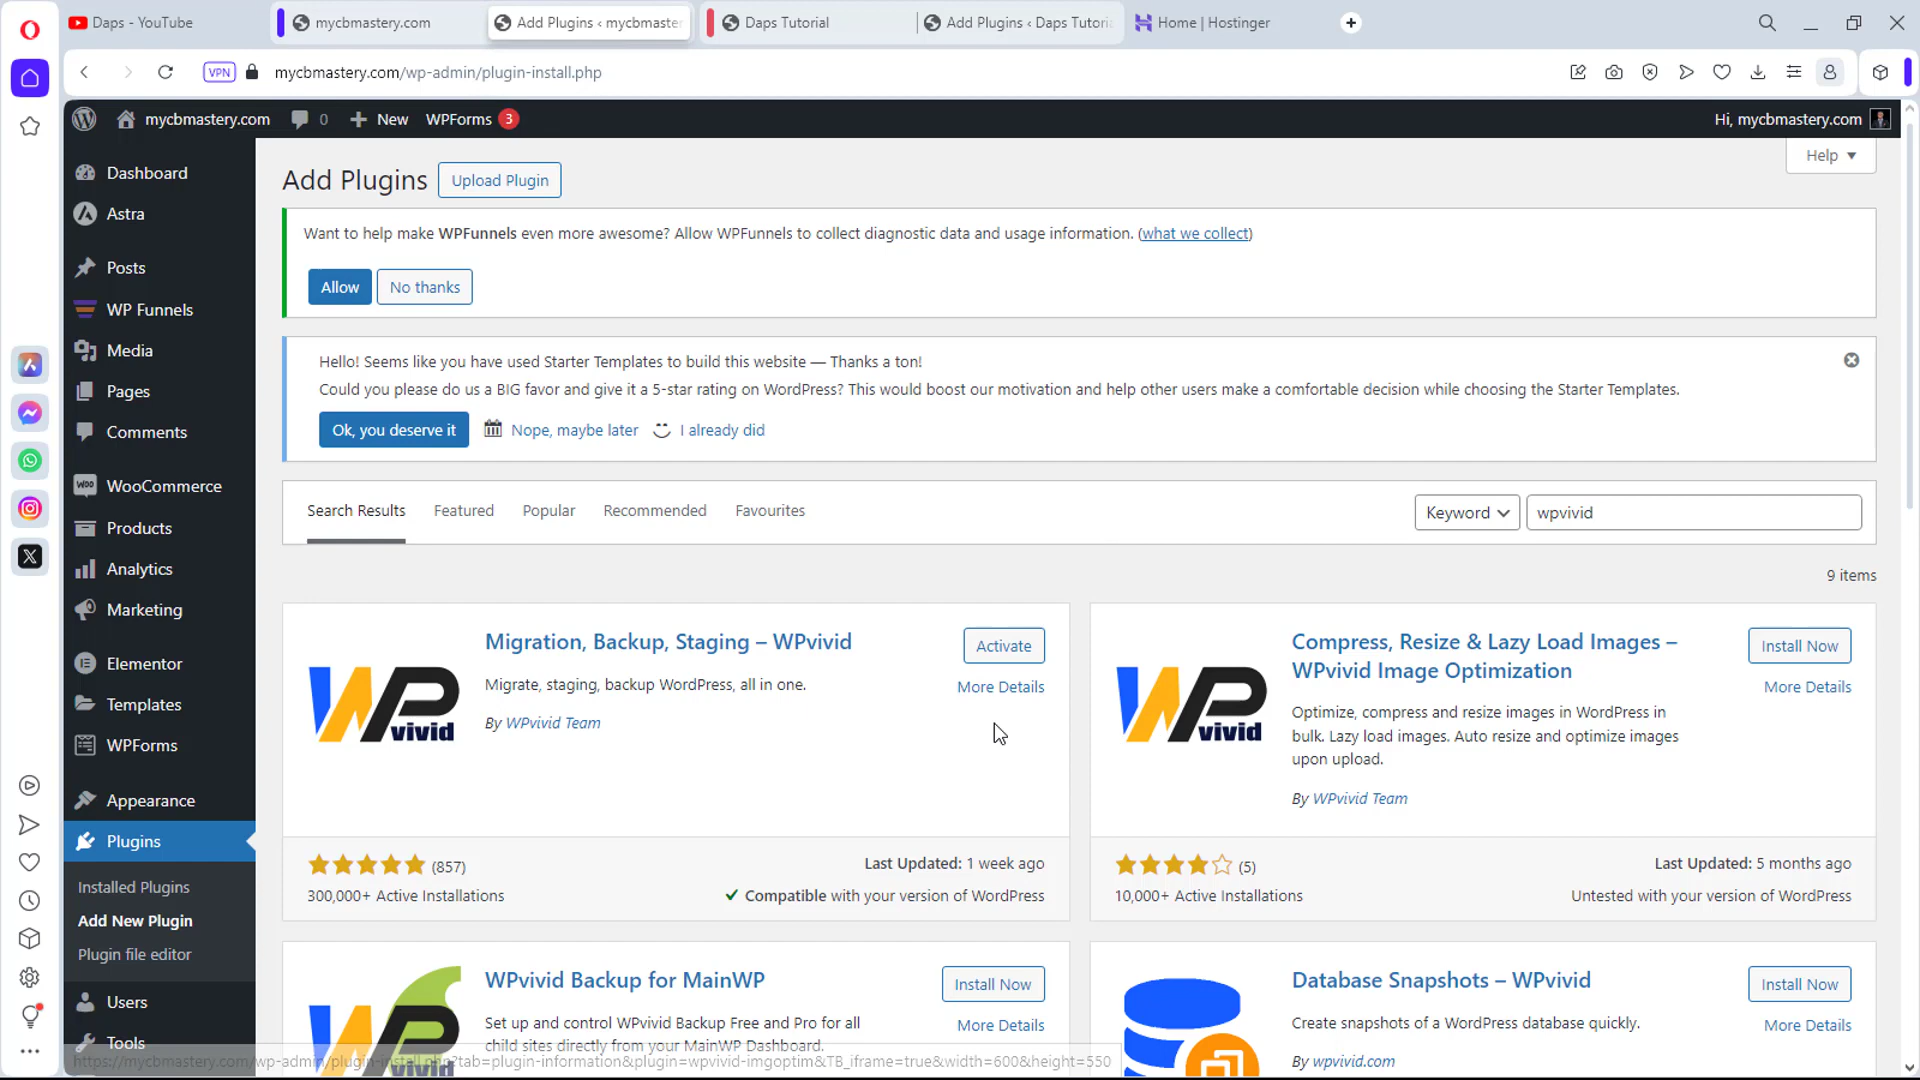 Daps - YouTube
mycbmastery.com
Add Plugins ‹ mycbmaster
Daps Tutorial
Add Plugins ‹ Daps Tutoria
Home | Hostinger
VPN
mycbmastery.com/wp-admin/plugin-install.php
mycbmastery.com
0
New
WPForms
3
Hi, mycbmastery.com
Dashboard
Astra
Posts
WP Funnels
Media
Pages
Comments
WooCommerce
Products
Analytics
Marketing
Elementor
Templates
WPForms
Appearance
Plugins
Installed Plugins
Add New Plugin
Plugin file editor
Users
Tools
Help
Add Plugins
Upload Plugin
Want to help make WPFunnels even more awesome? Allow WPFunnels to collect diagnostic data and usage information. (what we collect)
Allow
No thanks
Hello! Seems like you have used Starter Templates to build this website — Thanks a ton!
Could you please do us a BIG favor and give it a 5-star rating on WordPress? This would boost our motivation and help other users make a comfortable decision while choosing the Starter Templates.
Ok, you deserve it
Nope, maybe later
I already did
Search Results
Featured
Popular
Recommended
Favourites
Keyword
wpvivid
9 items
WP vivid
Migration, Backup, Staging – WPvivid
Activate
Migrate, staging, backup WordPress, all in one.
More Details
By WPvivid Team
(857)
Last Updated: 1 week ago
300,000+ Active Installations
Compatible with your version of WordPress
WP vivid
Compress, Resize & Lazy Load Images –
WPvivid Image Optimization
Install Now
More Details
Optimize, compress and resize images in WordPress in
bulk. Lazy load images. Auto resize and optimize images
upon upload.
By WPvivid Team
(5)
Last Updated: 5 months ago
10,000+ Active Installations
Untested with your version of WordPress
WP vivid
WPvivid Backup for MainWP
Install Now
Set up and control WPvivid Backup Free and Pro for all
More Details
child sites directly from your MainWP Dashboard.
Database Snapshots – WPvivid
Install Now
Create snapshots of a WordPress database quickly.
More Details
By wpvivid.com
https://mycbmastery.com/wp-admin/plugin-install.php?tab=plugin-information&plugin=wpvivid-imgoptim&TB_iframe=true&width=600&height=550